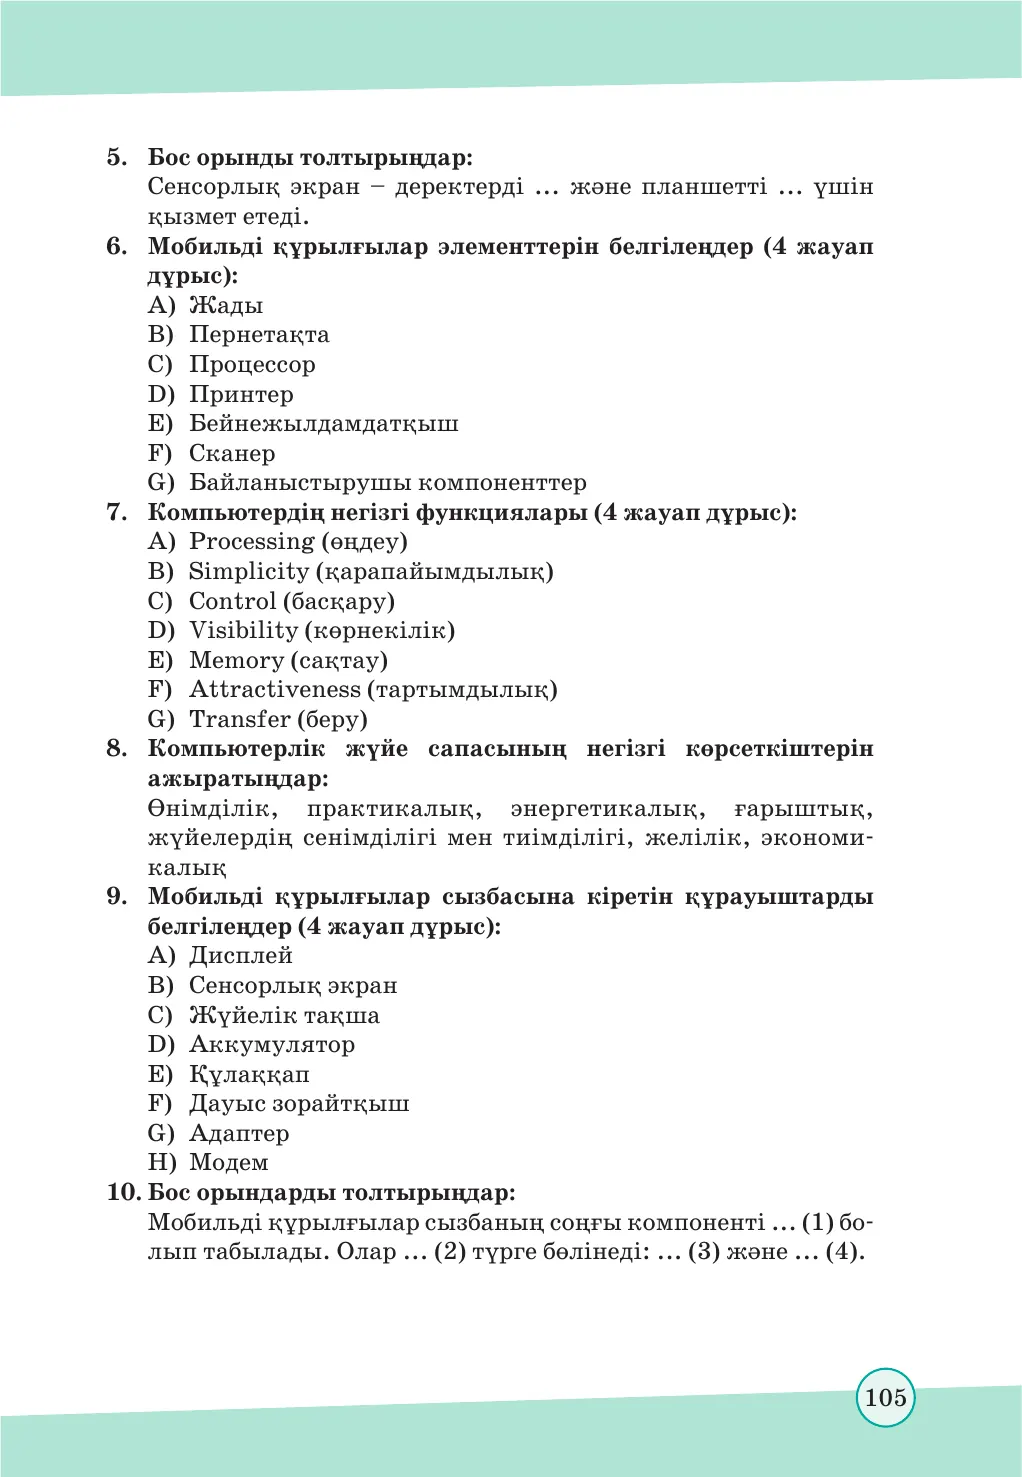 5. Бос орынды толтырыңдар:
Сенсорлық экран – деректерді ... және планшетті ... үшін
қызмет етеді.
6. Мобильді құрылғылар элементтерін белгілеңдер (4 жауап
дұрыс):
A) Жады
B) Пернетақта
C) Процессор
D) Принтер
E) Бейнежылдамдатқыш
F) Сканер
G) Байланыстырушы компоненттер
7. Компьютердің негізгі функциялары (4 жауап дұрыс):
A) Processing (өңдеу)
B) Simplicity (қарапайымдылық)
C) Control (басқару)
D) Visibility (көрнекілік)
E) Memory (сақтау)
F) Attractiveness (тартымдылық)
G) Transfer (беру)
8. Компьютерлік жүйе сапасының негізгі көрсеткіштерін
ажыратыңдар:
Өнімділік, практикалық, энергетикалық, ғарыштық,
жүйелердің сенімділігі мен тиімділігі, желілік, экономи-
калық
9. Мобильді құрылғылар сызбасына кіретін құрауыштарды
белгілеңдер (4 жауап дұрыс):
A) Дисплей
B) Сенсорлық экран
C) Жүйелік тақша
D) Аккумулятор
E) Құлаққап
F) Дауыс зорайтқыш
G) Адаптер
H) Модем
10. Бос орындарды толтырыңдар:
Мобильді құрылғылар сызбаның соңғы компоненті ... (1) бо-
лып табылады. Олар ... (2) түрге бөлінеді: ... (3) және ... (4).
105